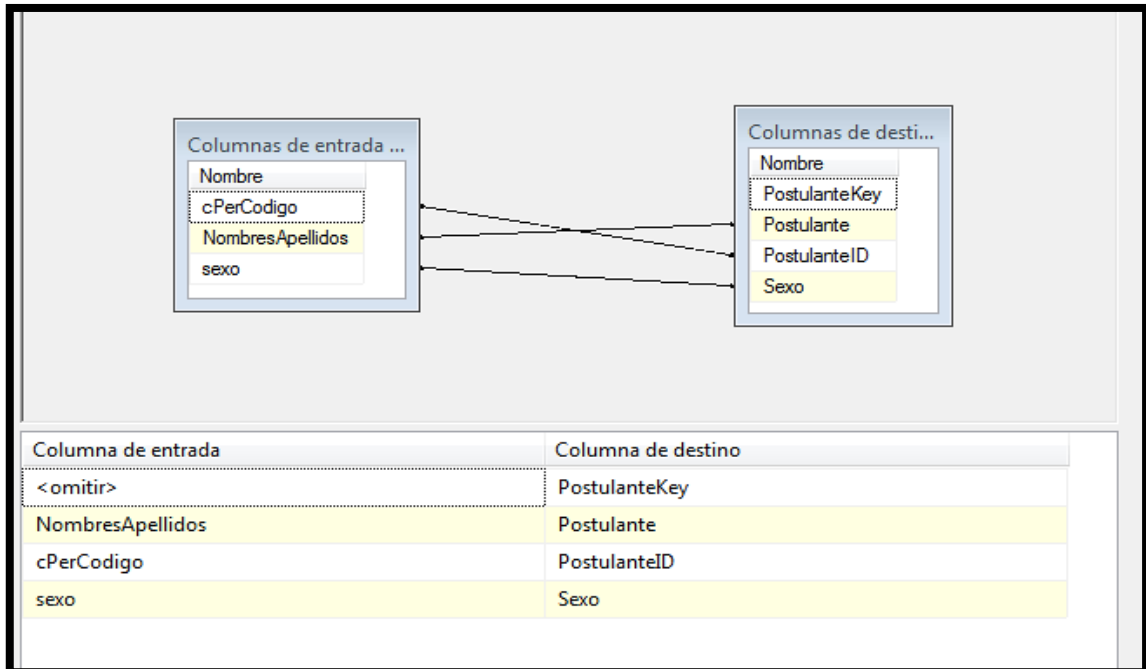 Columnas de entrada ...
Nombre
cPerCodigo
NombresApellidos
sexo
Columnas de desti...
Nombre
PostulanteKey
Postulante
PostulanteID
Sexo
Columna de entrada Columna de destino
<omitir> PostulanteKey
NombresApellidos Postulante
cPerCodigo PostulanteID
sexo Sexo